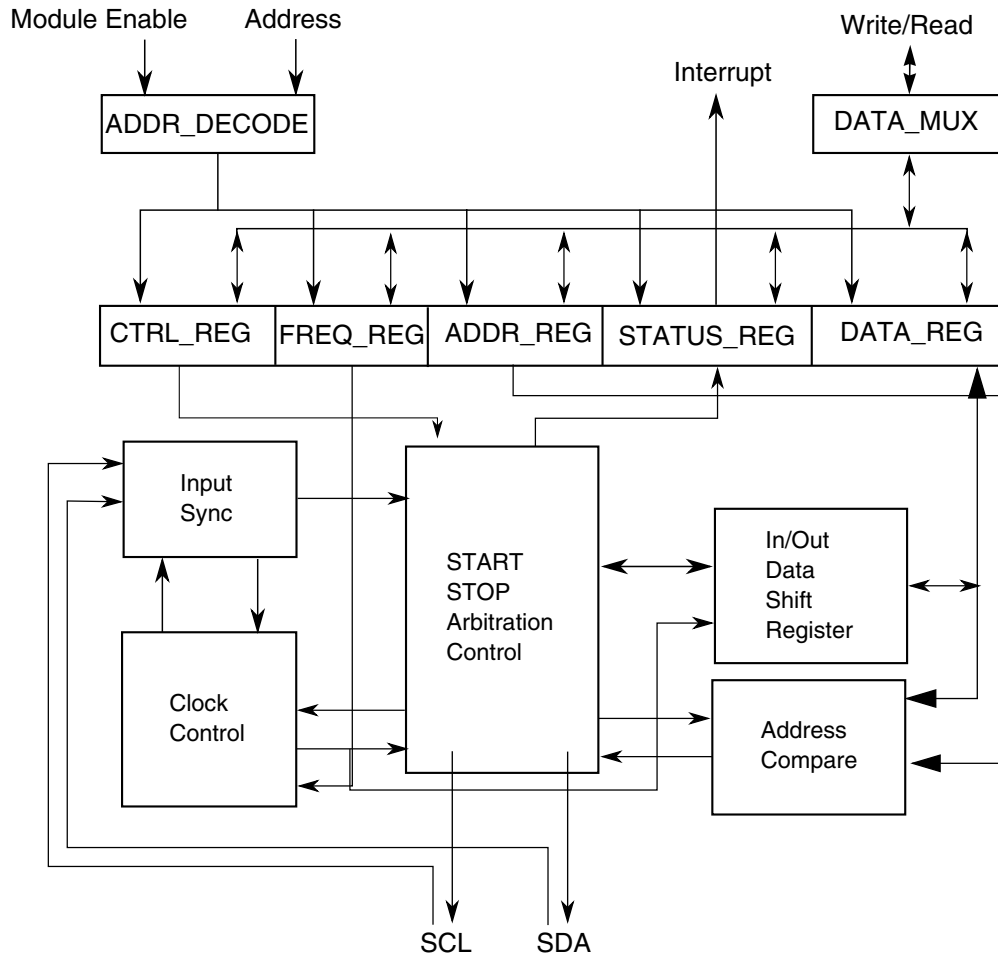 Module Enable
Address
Write/Read
Interrupt
ADDR_DECODE
DATA_MUX
CTRL_REG
FREQ_REG
ADDR_REG
STATUS_REG
DATA_REG
Input
Sync
START
STOP
Arbitration
Control
In/Out
Data
Shift
Register
Clock
Control
Address
Compare
SCL
SDA